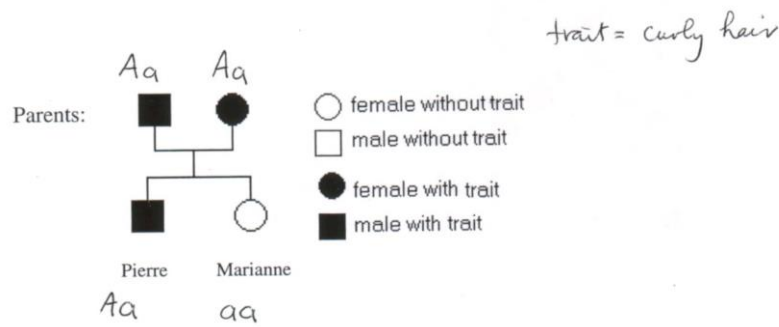 trait = curly hair
Aa Aa
Parents:
female without trait
male without trait
female with trait
male with trait
Pierre Marianne
Aa aa